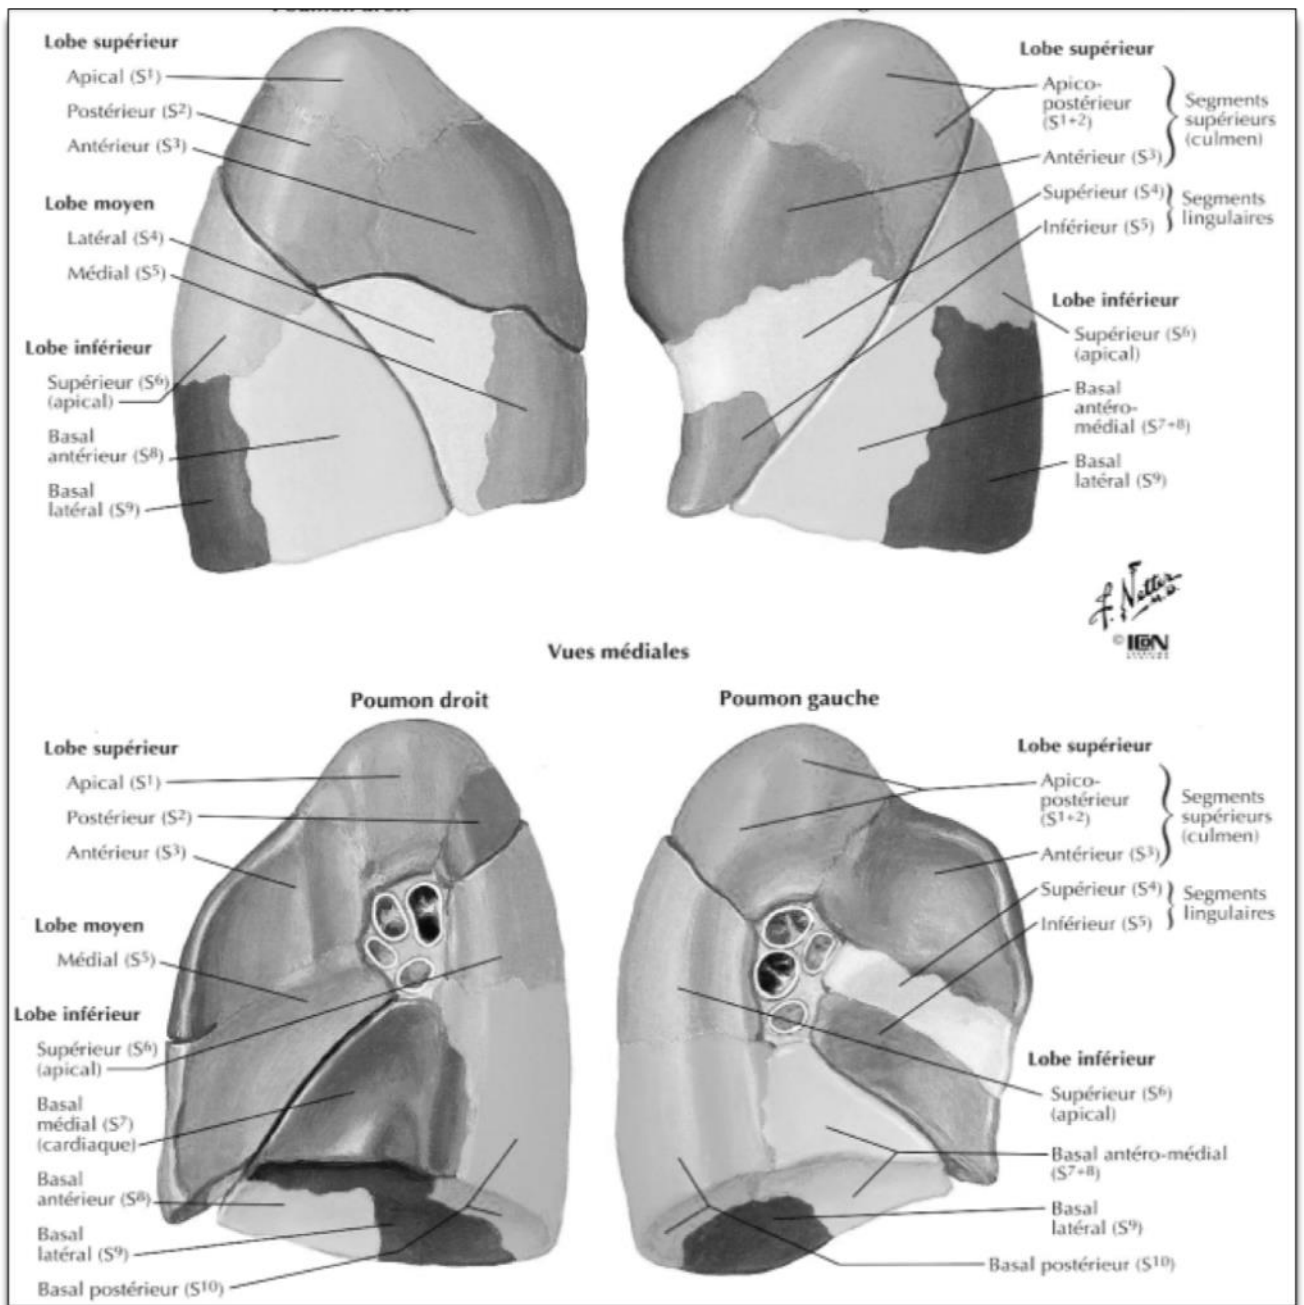 Lobe supérieur
Apical (S1)
Postérieur (S2)
Antérieur (S3)
Lobe moyen
Latéral (S4)
Médial (S5)
Lobe inférieur
Supérieur (S6)
(apical)
Basal
antérieur (S8)
Basal
latéral (S9)
Lobe supérieur
Apico-
postérieur
(S1+2)
Antérieur (S3)
Segments
supérieurs
(culmen)
Supérieur (S4)
Inférieur (S5)
Segments
lingulaires
Lobe inférieur
Supérieur (S6)
(apical)
Basal
antéro-
médial (S7+8)
Basal
latéral (S9)
F. Netter
M.D.
© ICON
Vues médiales
Poumon droit
Lobe supérieur
Apical (S1)
Postérieur (S2)
Antérieur (S3)
Lobe moyen
Médial (S5)
Lobe inférieur
Supérieur (S6)
(apical)
Basal
médial (S7)
(cardiaque)
Basal
antérieur (S8)
Basal
latéral (S9)
Basal postérieur (S10)
Poumon gauche
Lobe supérieur
Apico-
postérieur
(S1+2)
Antérieur (S3)
Segments
supérieurs
(culmen)
Supérieur (S4)
Inférieur (S5)
Segments
lingulaires
Lobe inférieur
Supérieur (S6)
(apical)
Basal antéro-médial
(S7+8)
Basal
latéral (S9)
Basal postérieur (S10)